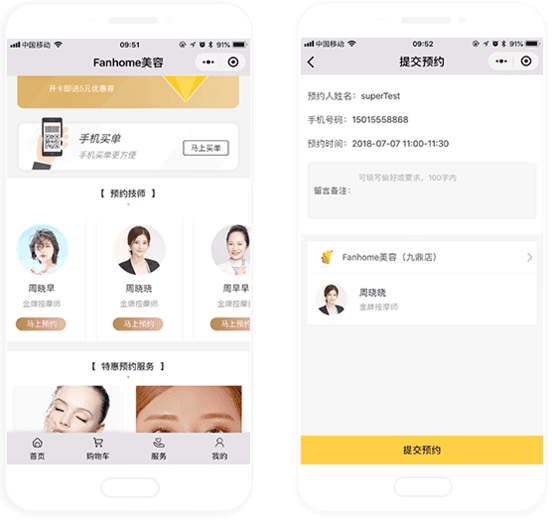 中国移动
09:51
91%
Fanhome美容
开卡即送5元优惠券
手机买单
手机买单更方便
马上买单
【 预约技师 】
周晓早
金牌按摩师
马上预约
周晓晓
金牌按摩师
马上预约
周早早
金牌按摩师
马上预约
【 特惠预约服务 】
首页
购物车
服务
我的
中国移动
09:52
91%
提交预约
预约人姓名: superTest
手机号码: 15015558868
预约时间: 2018-07-07 11:00-11:30
可填写偏好或要求, 100字内
留言备注:
Fanhome美容（九鼎店）
周晓晓
金牌按摩师
提交预约